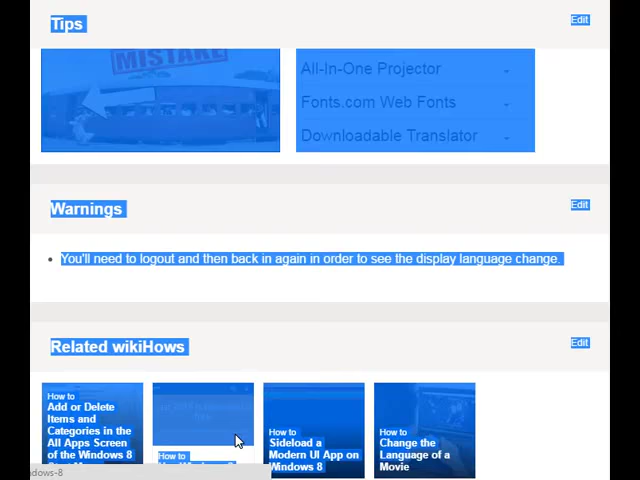 Tips
Edit
MISTAKE
All-In-One Projector
Fonts.com Web Fonts
Downloadable Translator
Warnings
Edit
You'll need to logout and then back in again in order to see the display language change.
Related wikiHows
Edit
How to
Add or Delete
Items and
Categories in the
All Apps Screen
of the Windows 8
How to
How to
Sideload a
Modern UI App on
Windows 8
How to
Change the
Language of a
Movie
ndows-8